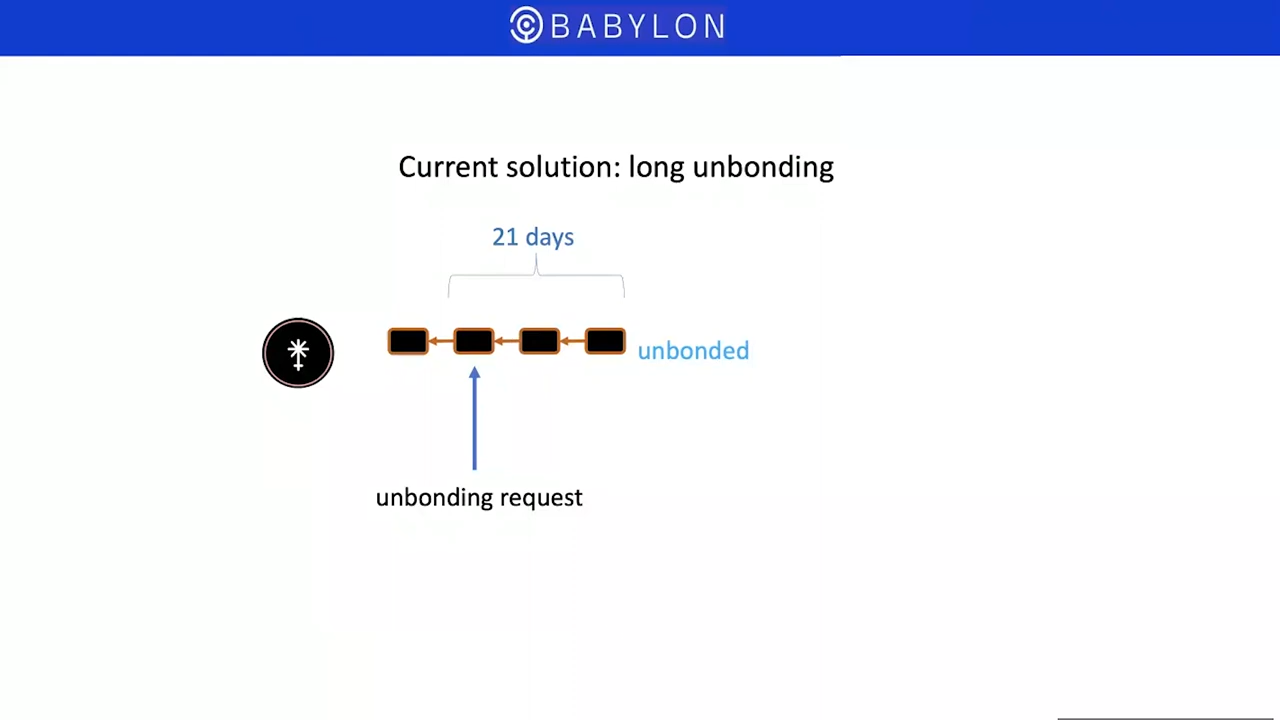 BABYLON
Current solution: long unbonding
21 days
unbonded
unbonding request